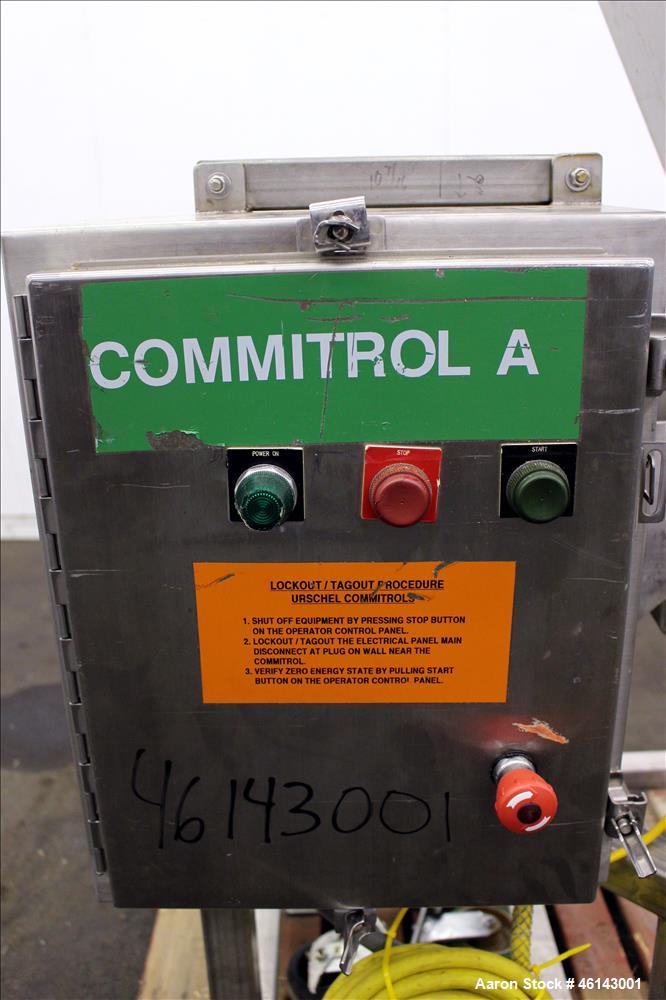 COMMITROL A
POWER ON
STOP
START
LOCKOUT / TAGOUT PROCEDURE
URSCHEL COMMITROLS
1. SHUT OFF EQUIPMENT BY PRESSING STOP BUTTON
ON THE OPERATOR CONTROL PANEL.
2. LOCKOUT / TAGOUT THE ELECTRICAL PANEL MAIN
DISCONNECT AT PLUG ON WALL NEAR THE
COMMITROL.
3. VERIFY ZERO ENERGY STATE BY PULLING START
BUTTON ON THE OPERATOR CONTROL PANEL.
46143001
Aaron Stock # 46143001